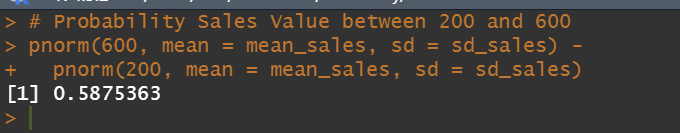 > # Probability Sales Value between 200 and 600
> pnorm(600, mean = mean_sales, sd = sd_sales) -
+   pnorm(200, mean = mean_sales, sd = sd_sales)
[1] 0.5875363
>